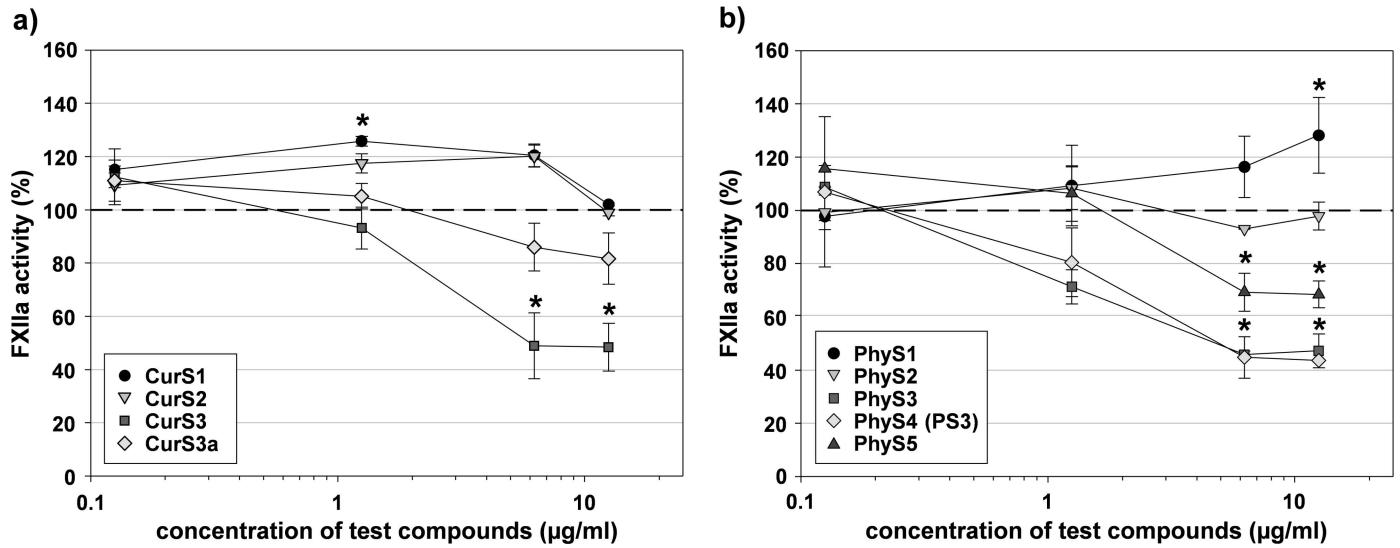 a)
160
140
120
100
80
60
40
20
0
FXIIa activity (%)
*
*
*
CurS1
CurS2
CurS3
CurS3a
0.1
1
10
concentration of test compounds (µg/ml)
b)
160
140
120
100
80
60
40
20
0
FXIIa activity (%)
*
*
*
*
*
PhyS1
PhyS2
PhyS3
PhyS4 (PS3)
PhyS5
0.1
1
10
concentration of test compounds (µg/ml)